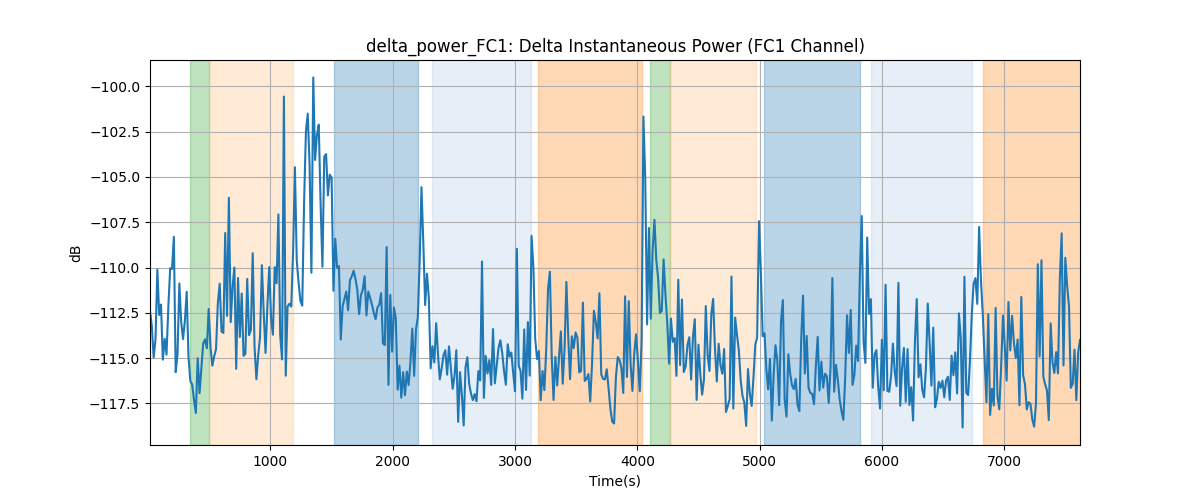 delta_power_FC1: Delta Instantaneous Power (FC1 Channel)
−100.0
−102.5
−105.0
−107.5
−110.0
−112.5
−115.0
−117.5
dB
1000 2000 3000 4000 5000 6000 7000
Time(s)